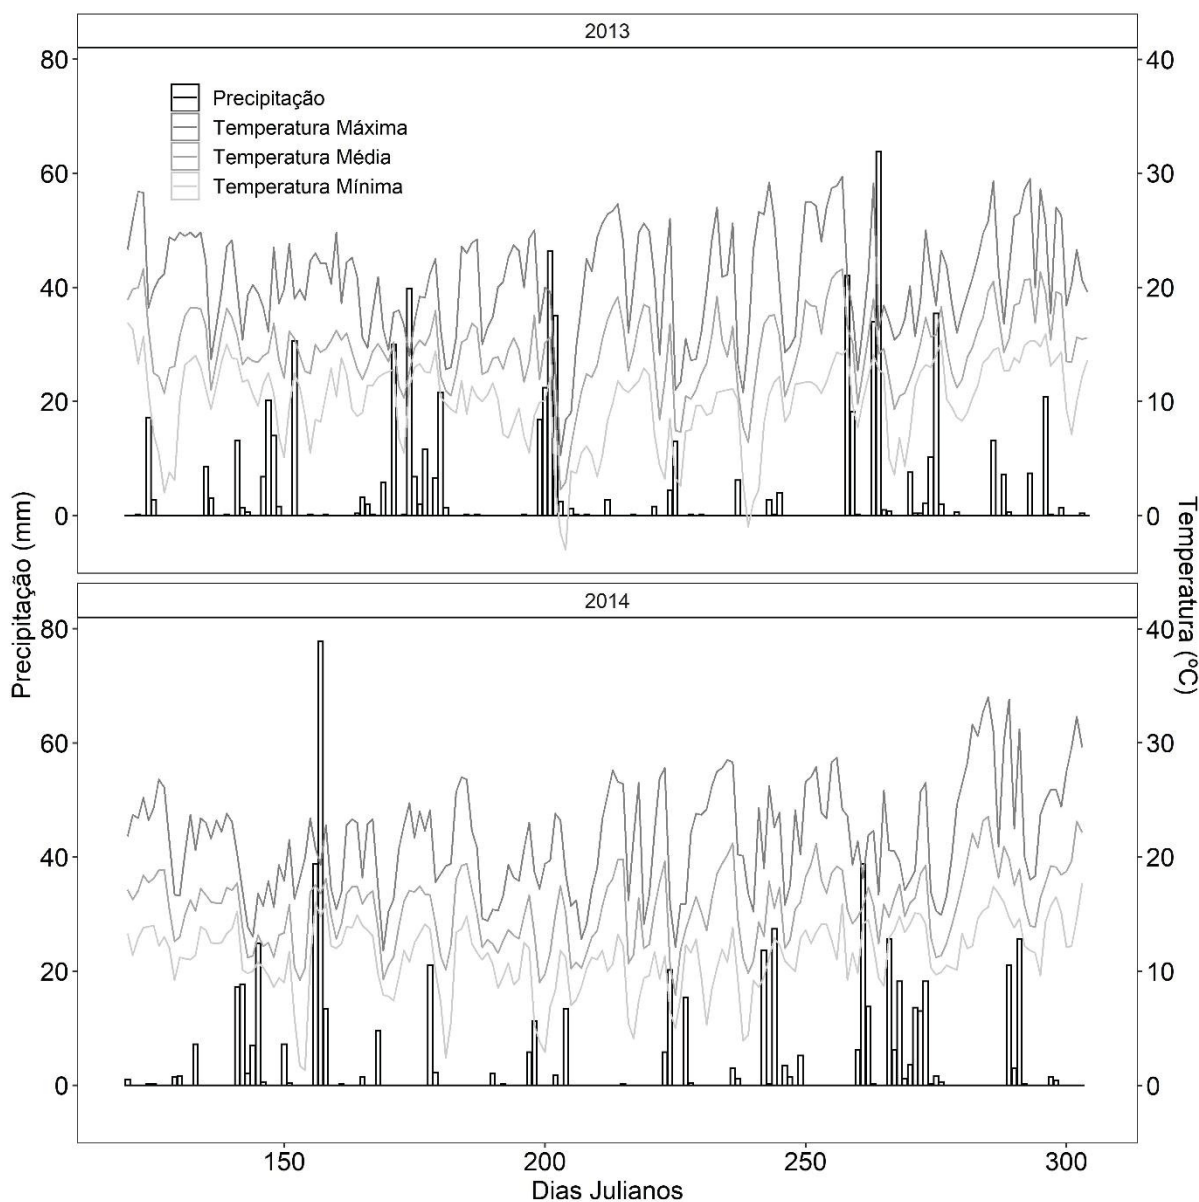 2013
80
60
40
20
0
40
30
20
10
0
Precipitação
Temperatura Máxima
Temperatura Média
Temperatura Mínima
Precipitação (mm)
Temperatura (ºC)
2014
80
60
40
20
0
40
30
20
10
0
150 200 250 300
Dias Julianos